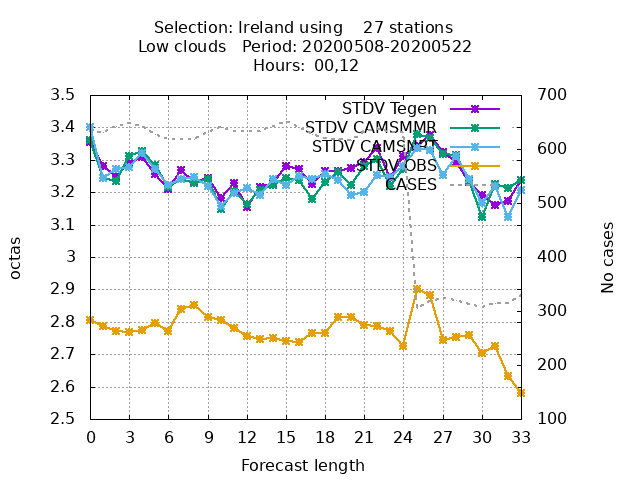 Selection: Ireland using    27 stations
Low clouds   Period: 20200508-20200522
Hours:  00,12
STDV Tegen
STDV CAMSMMR
STDV CAMSNRT
STDV OBS
CASES
octas
No cases
3.5
3.4
3.3
3.2
3.1
3
2.9
2.8
2.7
2.6
2.5
700
600
500
400
300
200
100
0 3 6 9 12 15 18 21 24 27 30 33
Forecast length